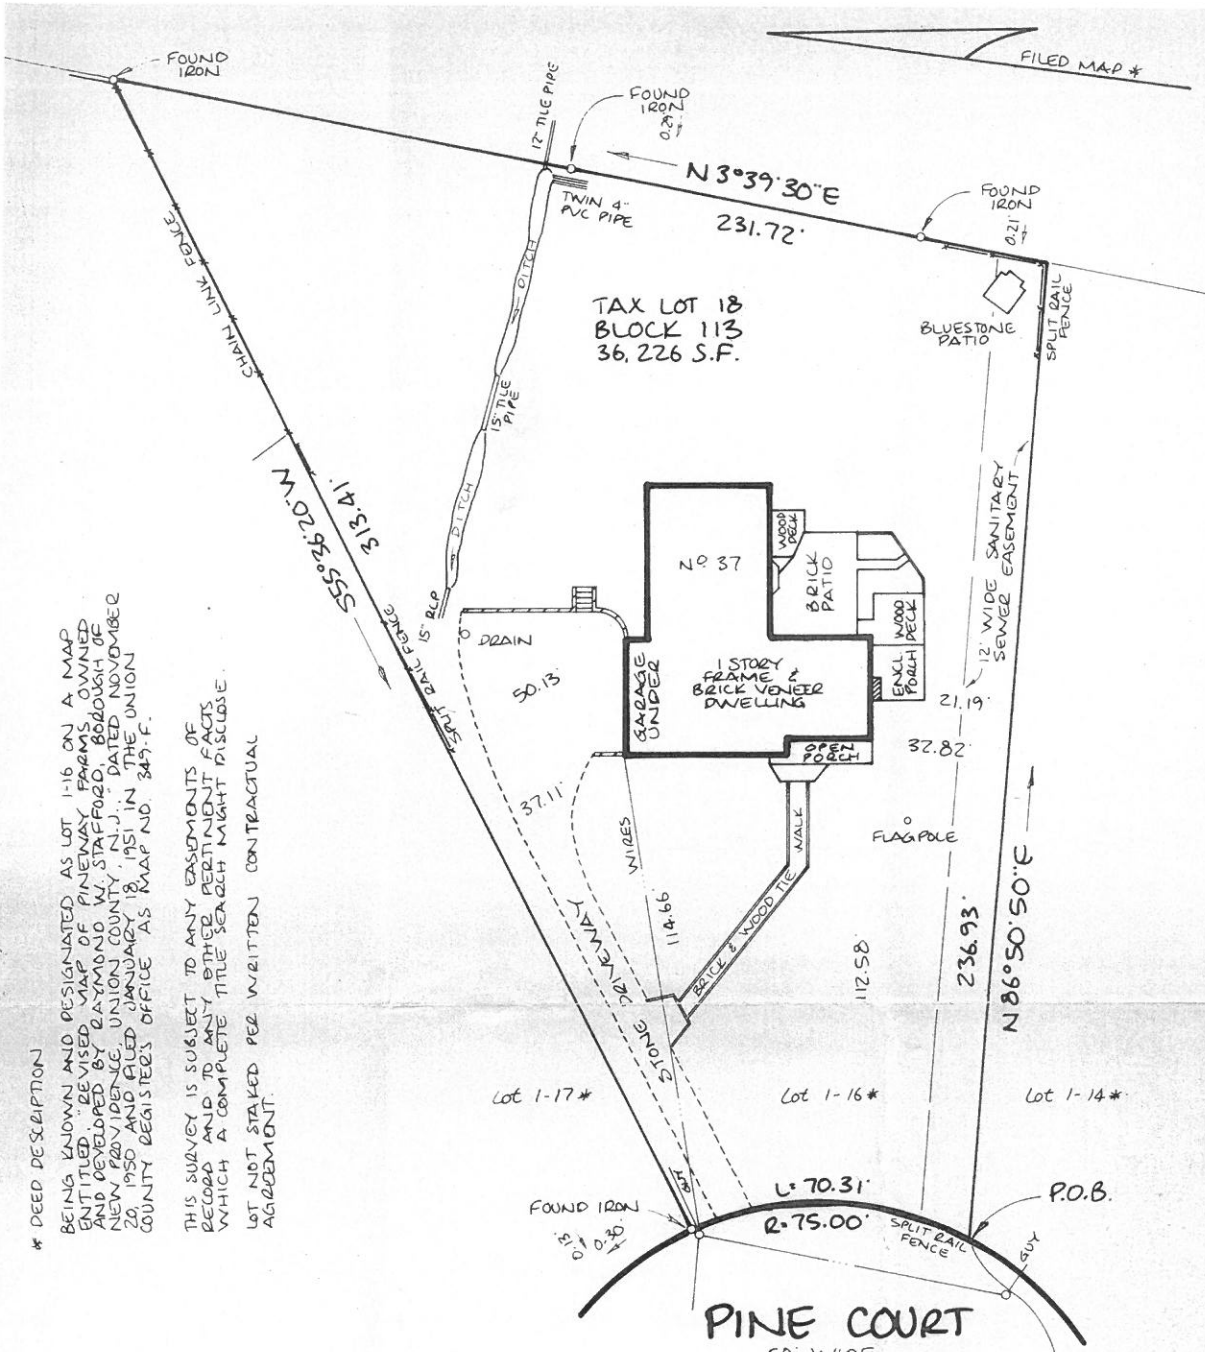 FOUND
IRON
FILED MAP *
12" TILE PIPE
FOUND
IRON
N 3°39'30"E
231.72'
TWIN 4"
PVC PIPE
FOUND
IRON
0.21'
DITCH
TAX LOT 18
BLOCK 113
36,226 S.F.
BLUESTONE
PATIO
SPLIT RAIL
FENCE
CHAIN LINK FENCE
15" TILE
PIPE
S55°36'20"W
313.41'
DITCH
15" RCP
12' WIDE SANITARY
SEWER EASEMENT
Nº 37
WOOD
DECK
BRICK
PATIO
WOOD
DECK
ENCL.
PORCH
DRAIN
50.13'
GARAGE
UNDER
1 STORY
FRAME &
BRICK VENEER
DWELLING
21.19'
OPEN
PORCH
32.82'
SPLIT RAIL FENCE
37.11'
WIRES
WALK
FLAGPOLE
BRICK & WOOD TIE
114.66'
112.58'
236.93'
N86°50'50"E
STONE DRIVEWAY
Lot 1-17*
Lot 1-16*
Lot 1-14*
GUY
FOUND IRON
0.13'
0.30'
L=70.31'
R=75.00'
SPLIT RAIL
FENCE
P.O.B.
GUY
PINE COURT
* DEED DESCRIPTION
BEING KNOWN AND DESIGNATED AS LOT 1-16 ON A MAP
ENTITLED, "REVISED MAP OF PINEWAY FARMS OWNED
AND DEVELOPED BY RAYMOND W. STAFFORD, BOROUGH OF
NEW PROVIDENCE, UNION COUNTY, N.J.", DATED NOVEMBER
20, 1950 AND FILED JANUARY 18, 1951 IN THE UNION
COUNTY REGISTER'S OFFICE AS MAP NO. 349-F.
THIS SURVEY IS SUBJECT TO ANY EASEMENTS OF
RECORD AND TO ANY OTHER PERTINENT FACTS
WHICH A COMPLETE TITLE SEARCH MIGHT DISCLOSE.
LOT NOT STAKED PER WRITTEN CONTRACTUAL
AGREEMENT.